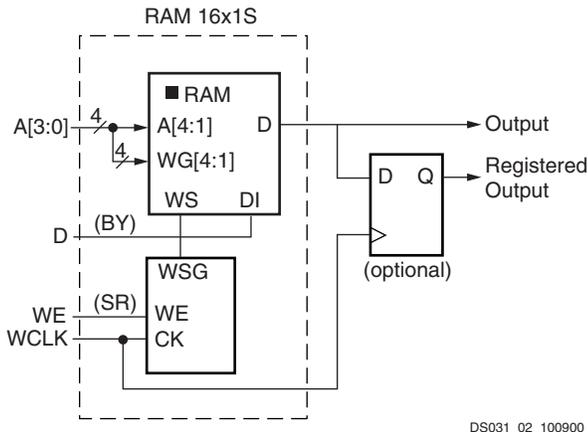 RAM 16x1S
RAM
A[3:0]
4
A[4:1]
D
Output
4
WG[4:1]
D
Q
Registered
Output
WS
DI
D
(BY)
WSG
(optional)
WE
(SR)
WE
WCLK
CK
DS031_02_100900